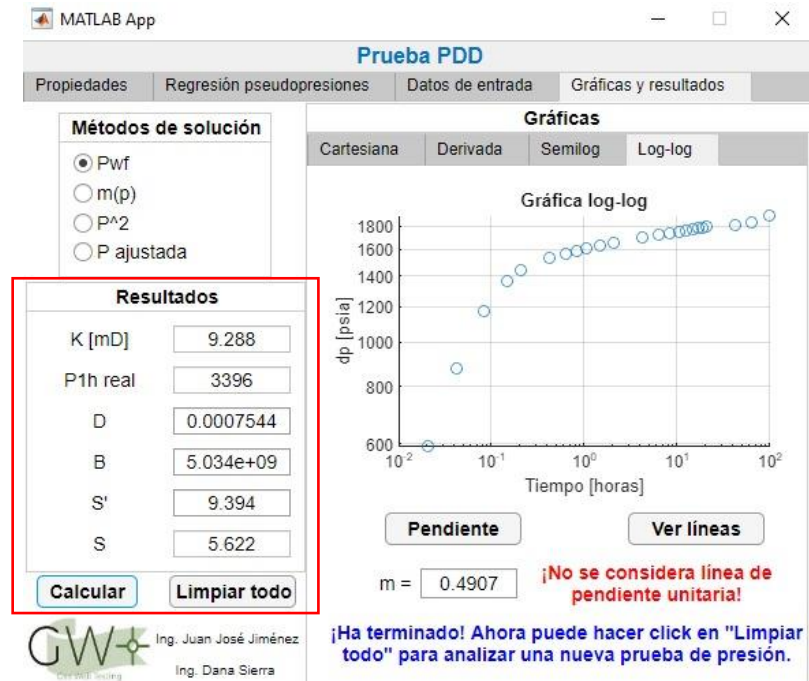 MATLAB App
Prueba PDD
Propiedades
Regresión pseudopresiones
Datos de entrada
Gráficas y resultados
Métodos de solución
Pwf
m(p)
P^2
P ajustada
Resultados
K [mD] 9.288
P1h real 3396
D 0.0007544
B 5.034e+09
S' 9.394
S 5.622
Calcular
Limpiar todo
GW+
Ing. Juan José Jiménez
Ing. Dana Sierra
Gráficas
Cartesiana
Derivada
Semilog
Log-log
Gráfica log-log
dp [psia]
1800
1600
1400
1200
1000
800
600
10^-2 10^-1 10^0 10^1 10^2
Tiempo [horas]
Pendiente
Ver líneas
m = 0.4907
¡No se considera línea de
pendiente unitaria!
¡Ha terminado! Ahora puede hacer click en "Limpiar
todo" para analizar una nueva prueba de presión.